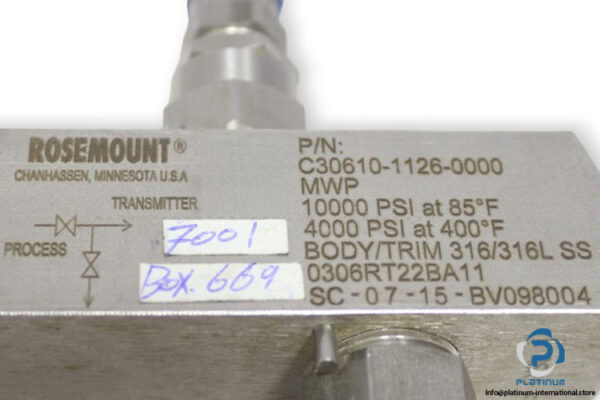 ROSEMOUNT®
CHANHASSEN, MINNESOTA U.S.A
TRANSMITTER
PROCESS
7001
Box. 669
P/N:
C30610-1126-0000
MWP
10000 PSI at 85°F
4000 PSI at 400°F
BODY/TRIM 316/316L SS
0306RT22BA11
SC-07-15-BV098004
PLATINUM
info@platinum-international.store